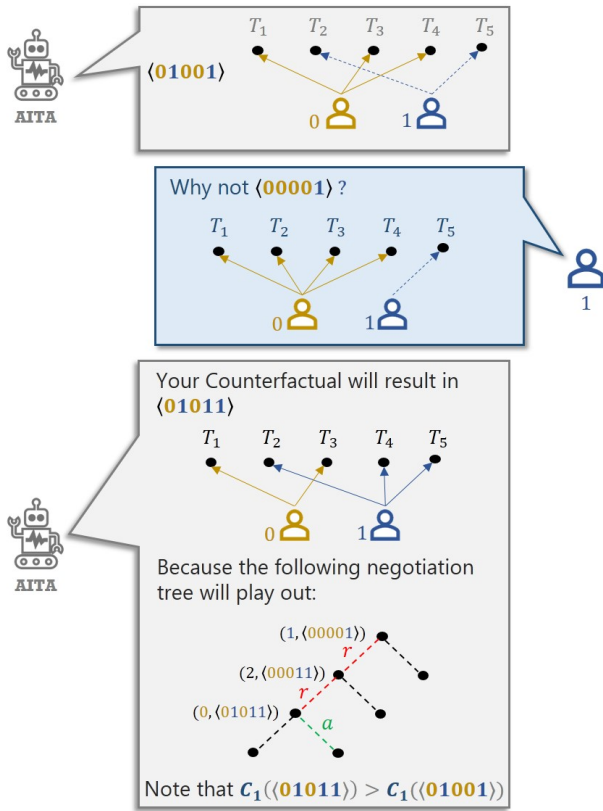 T₁ T₂ T₃ T₄ T₅
⟨01001⟩
AITA
0 1
Why not ⟨00001⟩ ?
T₁ T₂ T₃ T₄ T₅
0 1
1
Your Counterfactual will result in
⟨01011⟩
T₁ T₂ T₃ T₄ T₅
0 1
AITA
Because the following negotiation
tree will play out:
(1, ⟨00001⟩)
r
(2, ⟨00011⟩)
r
(0, ⟨01011⟩)
a
Note that C₁(⟨01011⟩) > C₁(⟨01001⟩)